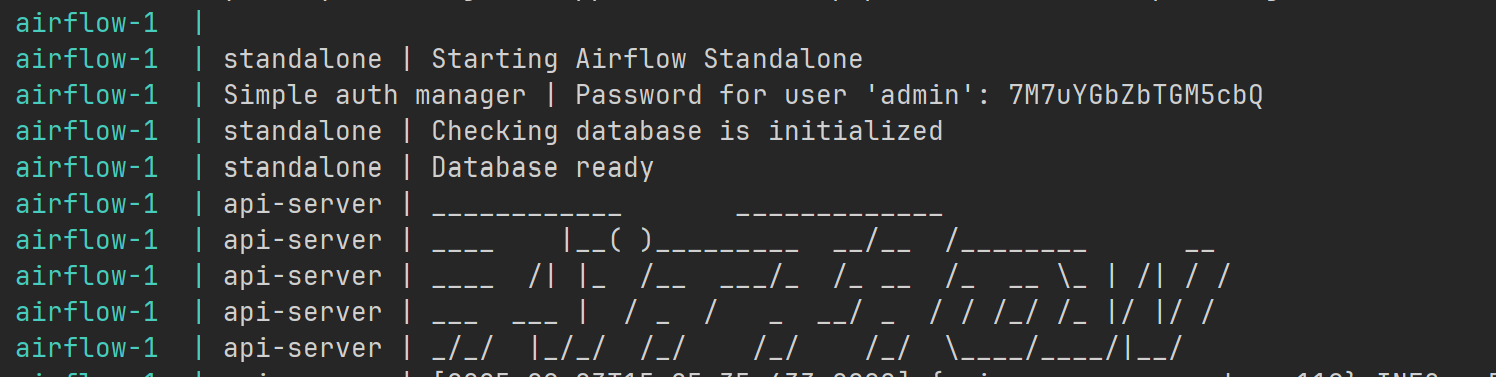 airflow-1  |
airflow-1  | standalone | Starting Airflow Standalone
airflow-1  | Simple auth manager | Password for user 'admin': 7M7uYGbZbTGM5cbQ
airflow-1  | standalone | Checking database is initialized
airflow-1  | standalone | Database ready
airflow-1  | api-server | ____________       _____________
airflow-1  | api-server | ____    |__( )_________  __/__  /________      __
airflow-1  | api-server | ____  /| |_  /__  ___/_  /_ __  /_  __ \_ | /| / /
airflow-1  | api-server | ___  ___ |  / _  /   _  __/ _  / / /_/ /_ |/ |/ /
airflow-1  | api-server | _/_/  |_/_/  /_/    /_/    /_/  \____/____/|__/